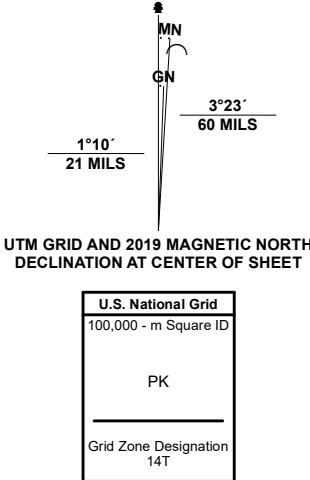 MN
GN
3°23´
60 MILS
1°10´
21 MILS
UTM GRID AND 2019 MAGNETIC NORTH
DECLINATION AT CENTER OF SHEET
U.S. National Grid
100,000 - m Square ID
PK
Grid Zone Designation
14T